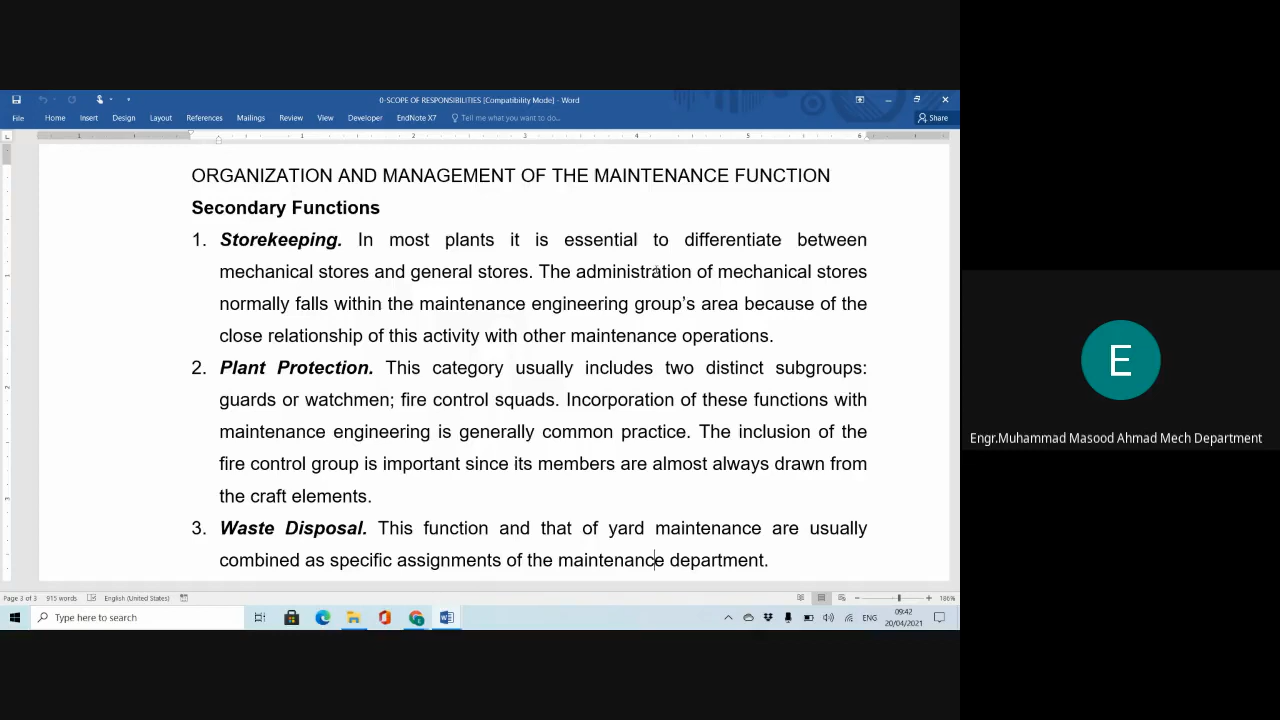 0-SCOPE OF RESPONSIBILITIES [Compatibility Mode] - Word
File Home Insert Design Layout References Mailings Review View Developer EndNote X7 Tell me what you want to do... Share
1 1 2 3 4 5 6
ORGANIZATION AND MANAGEMENT OF THE MAINTENANCE FUNCTION
Secondary Functions
1. Storekeeping. In most plants it is essential to differentiate between
mechanical stores and general stores. The administration of mechanical stores
normally falls within the maintenance engineering group's area because of the
close relationship of this activity with other maintenance operations.
2. Plant Protection. This category usually includes two distinct subgroups:
guards or watchmen; fire control squads. Incorporation of these functions with
maintenance engineering is generally common practice. The inclusion of the
fire control group is important since its members are almost always drawn from
the craft elements.
3. Waste Disposal. This function and that of yard maintenance are usually
combined as specific assignments of the maintenance department.
E
Engr.Muhammad Masood Ahmad Mech Department
Page 3 of 3 915 words English (United States) 186%
Type here to search ENG 09:42
20/04/2021